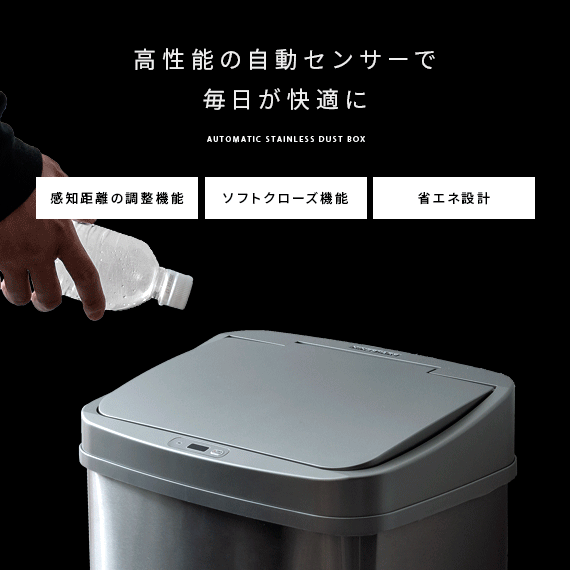 高性能の自動センサーで
毎日が快適に
AUTOMATIC STAINLESS DUST BOX
感知距離の調整機能
ソフトクローズ機能
省エネ設計